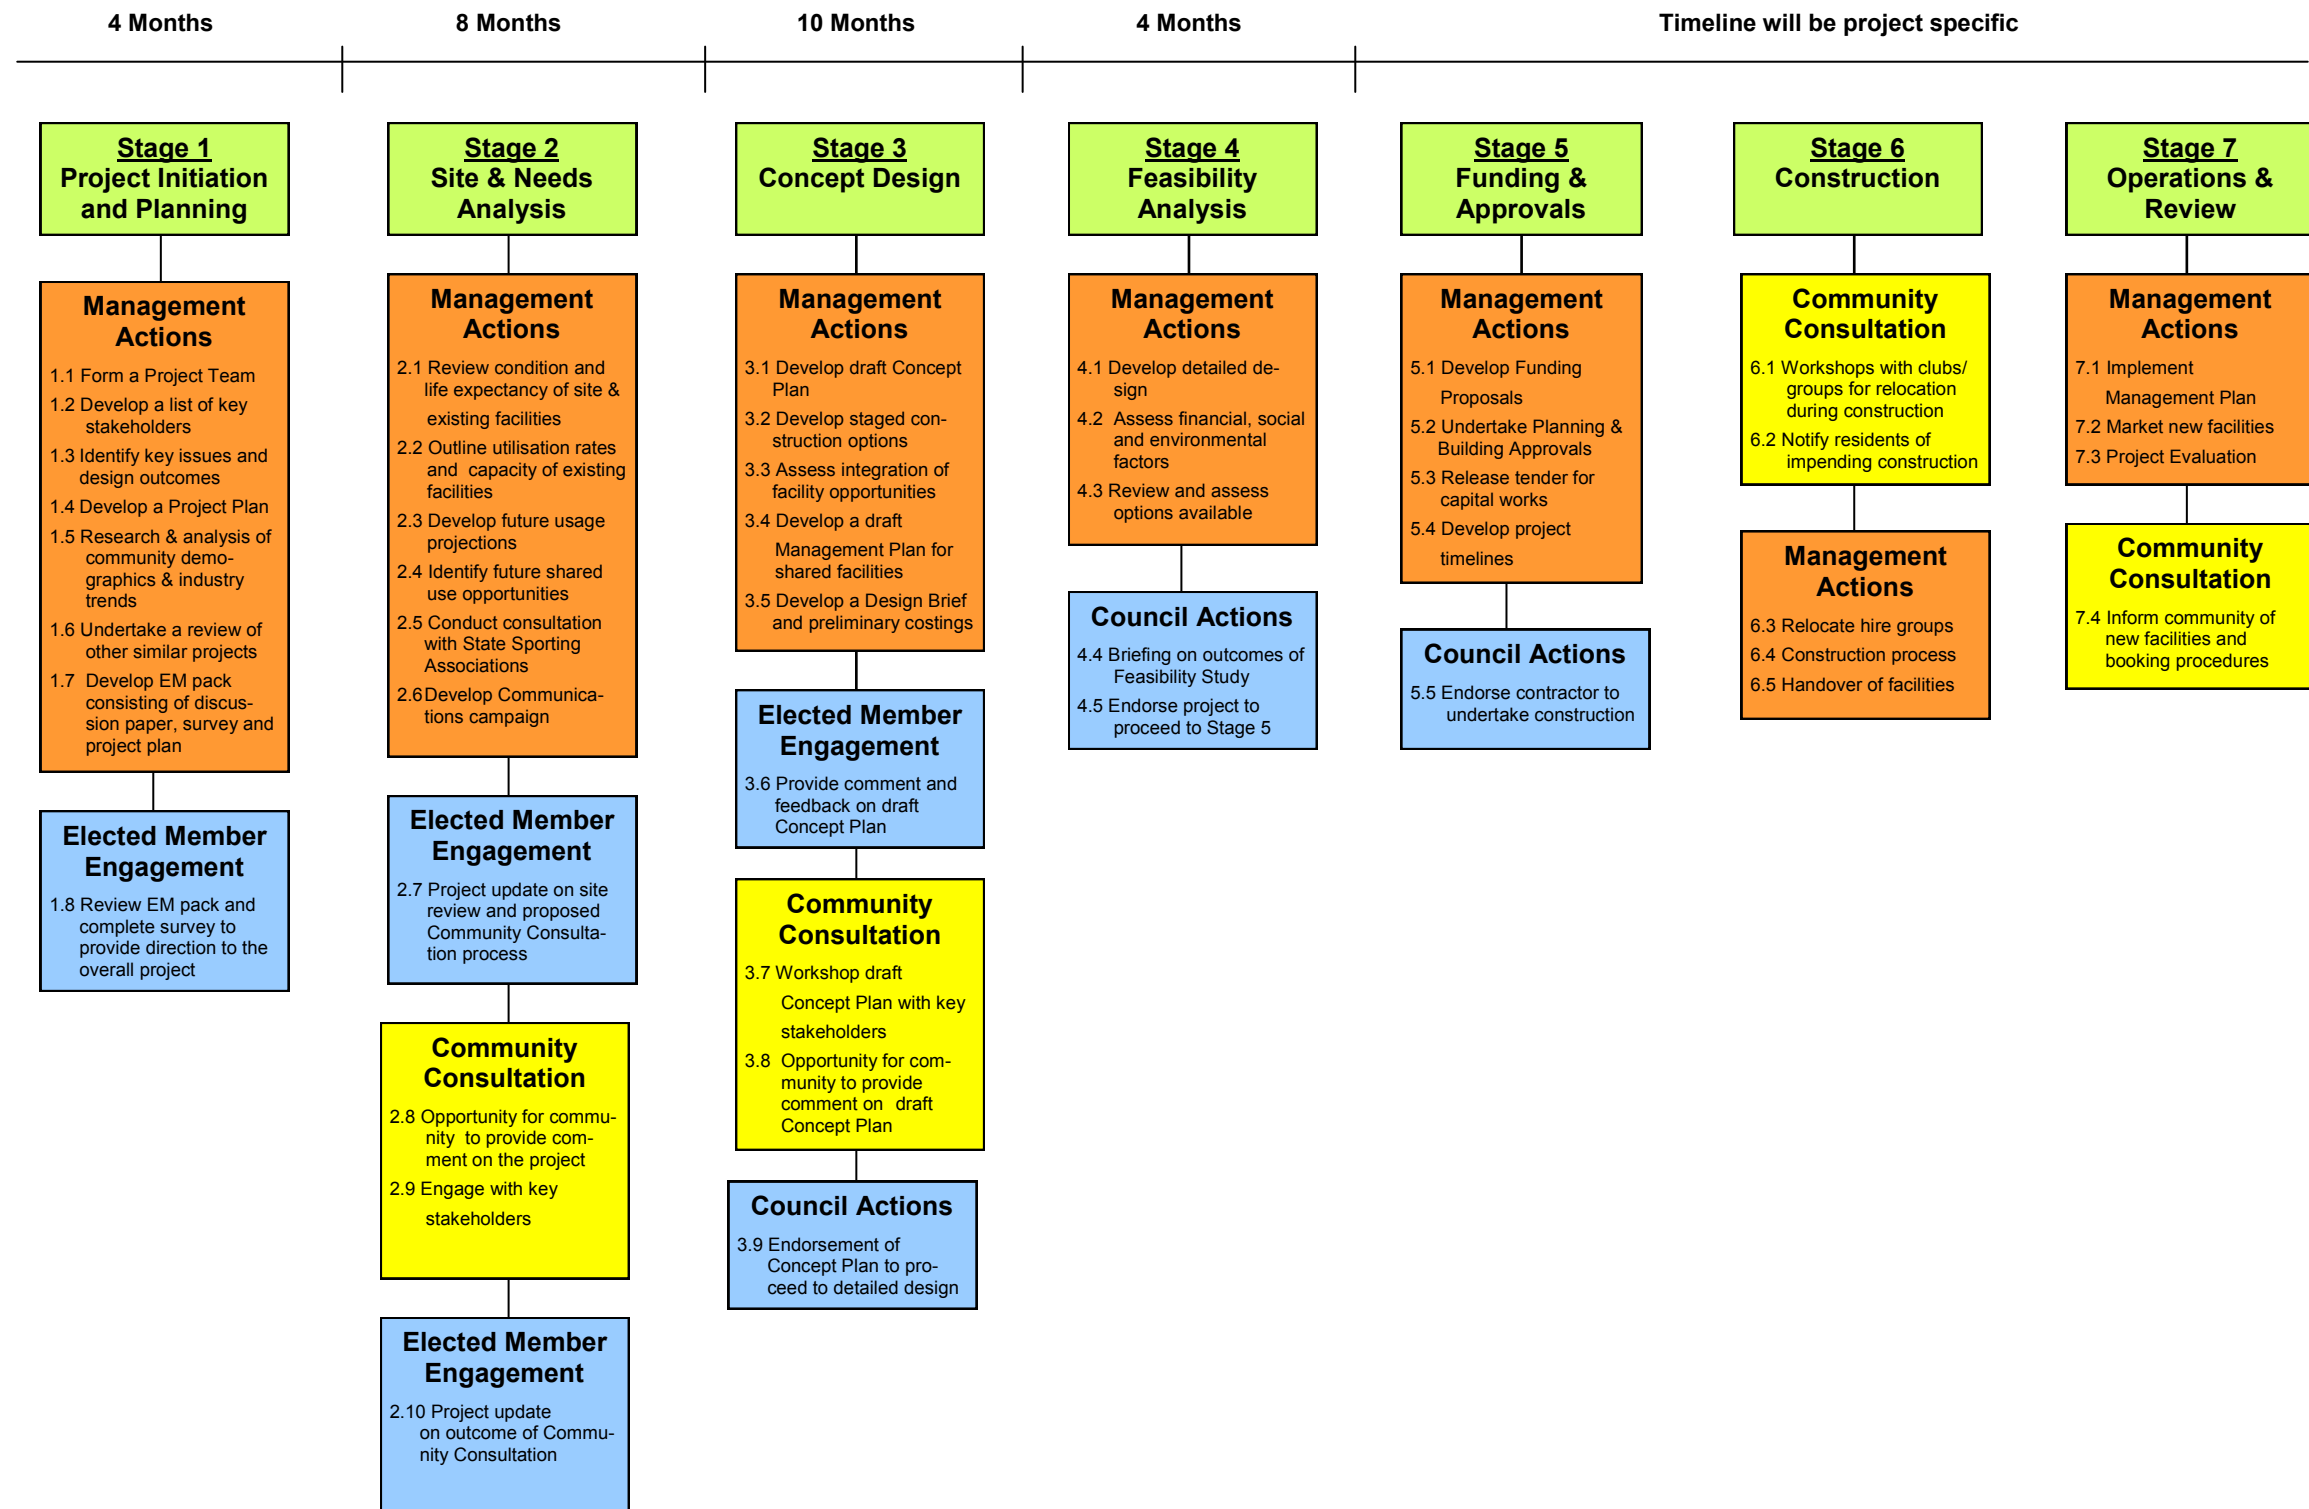 4 Months
8 Months
10 Months
4 Months
Timeline will be project specific
Stage 1
Project Initiation
and Planning
Management
Actions
1.1 Form a Project Team
1.2 Develop a list of key
stakeholders
1.3 Identify key issues and
design outcomes
1.4 Develop a Project Plan
1.5 Research & analysis of
community demo-
graphics & industry
trends
1.6 Undertake a review of
other similar projects
1.7 Develop EM pack
consisting of discus-
sion paper, survey and
project plan
Elected Member
Engagement
1.8 Review EM pack and
complete survey to
provide direction to the
overall project
Stage 2
Site & Needs
Analysis
Management
Actions
2.1 Review condition and
life expectancy of site &
existing facilities
2.2 Outline utilisation rates
and capacity of existing
facilities
2.3 Develop future usage
projections
2.4 Identify future shared
use opportunities
2.5 Conduct consultation
with State Sporting
Associations
2.6 Develop Communica-
tions campaign
Elected Member
Engagement
2.7 Project update on site
review and proposed
Community Consulta-
tion process
Community
Consultation
2.8 Opportunity for commu-
nity to provide com-
ment on the project
2.9 Engage with key
stakeholders
Elected Member
Engagement
2.10 Project update
on outcome of Commu-
nity Consultation
Stage 3
Concept Design
Management
Actions
3.1 Develop draft Concept
Plan
3.2 Develop staged con-
struction options
3.3 Assess integration of
facility opportunities
3.4 Develop a draft
Management Plan for
shared facilities
3.5 Develop a Design Brief
and preliminary costings
Elected Member
Engagement
3.6 Provide comment and
feedback on draft
Concept Plan
Community
Consultation
3.7 Workshop draft
Concept Plan with key
stakeholders
3.8 Opportunity for com-
munity to provide
comment on draft
Concept Plan
Council Actions
3.9 Endorsement of
Concept Plan to pro-
ceed to detailed design
Stage 4
Feasibility
Analysis
Management
Actions
4.1 Develop detailed de-
sign
4.2 Assess financial, social
and environmental
factors
4.3 Review and assess
options available
Council Actions
4.4 Briefing on outcomes of
Feasibility Study
4.5 Endorse project to
proceed to Stage 5
Stage 5
Funding &
Approvals
Management
Actions
5.1 Develop Funding
Proposals
5.2 Undertake Planning &
Building Approvals
5.3 Release tender for
capital works
5.4 Develop project
timelines
Council Actions
5.5 Endorse contractor to
undertake construction
Stage 6
Construction
Community
Consultation
6.1 Workshops with clubs/
groups for relocation
during construction
6.2 Notify residents of
impending construction
Management
Actions
6.3 Relocate hire groups
6.4 Construction process
6.5 Handover of facilities
Stage 7
Operations &
Review
Management
Actions
7.1 Implement
Management Plan
7.2 Market new facilities
7.3 Project Evaluation
Community
Consultation
7.4 Inform community of
new facilities and
booking procedures